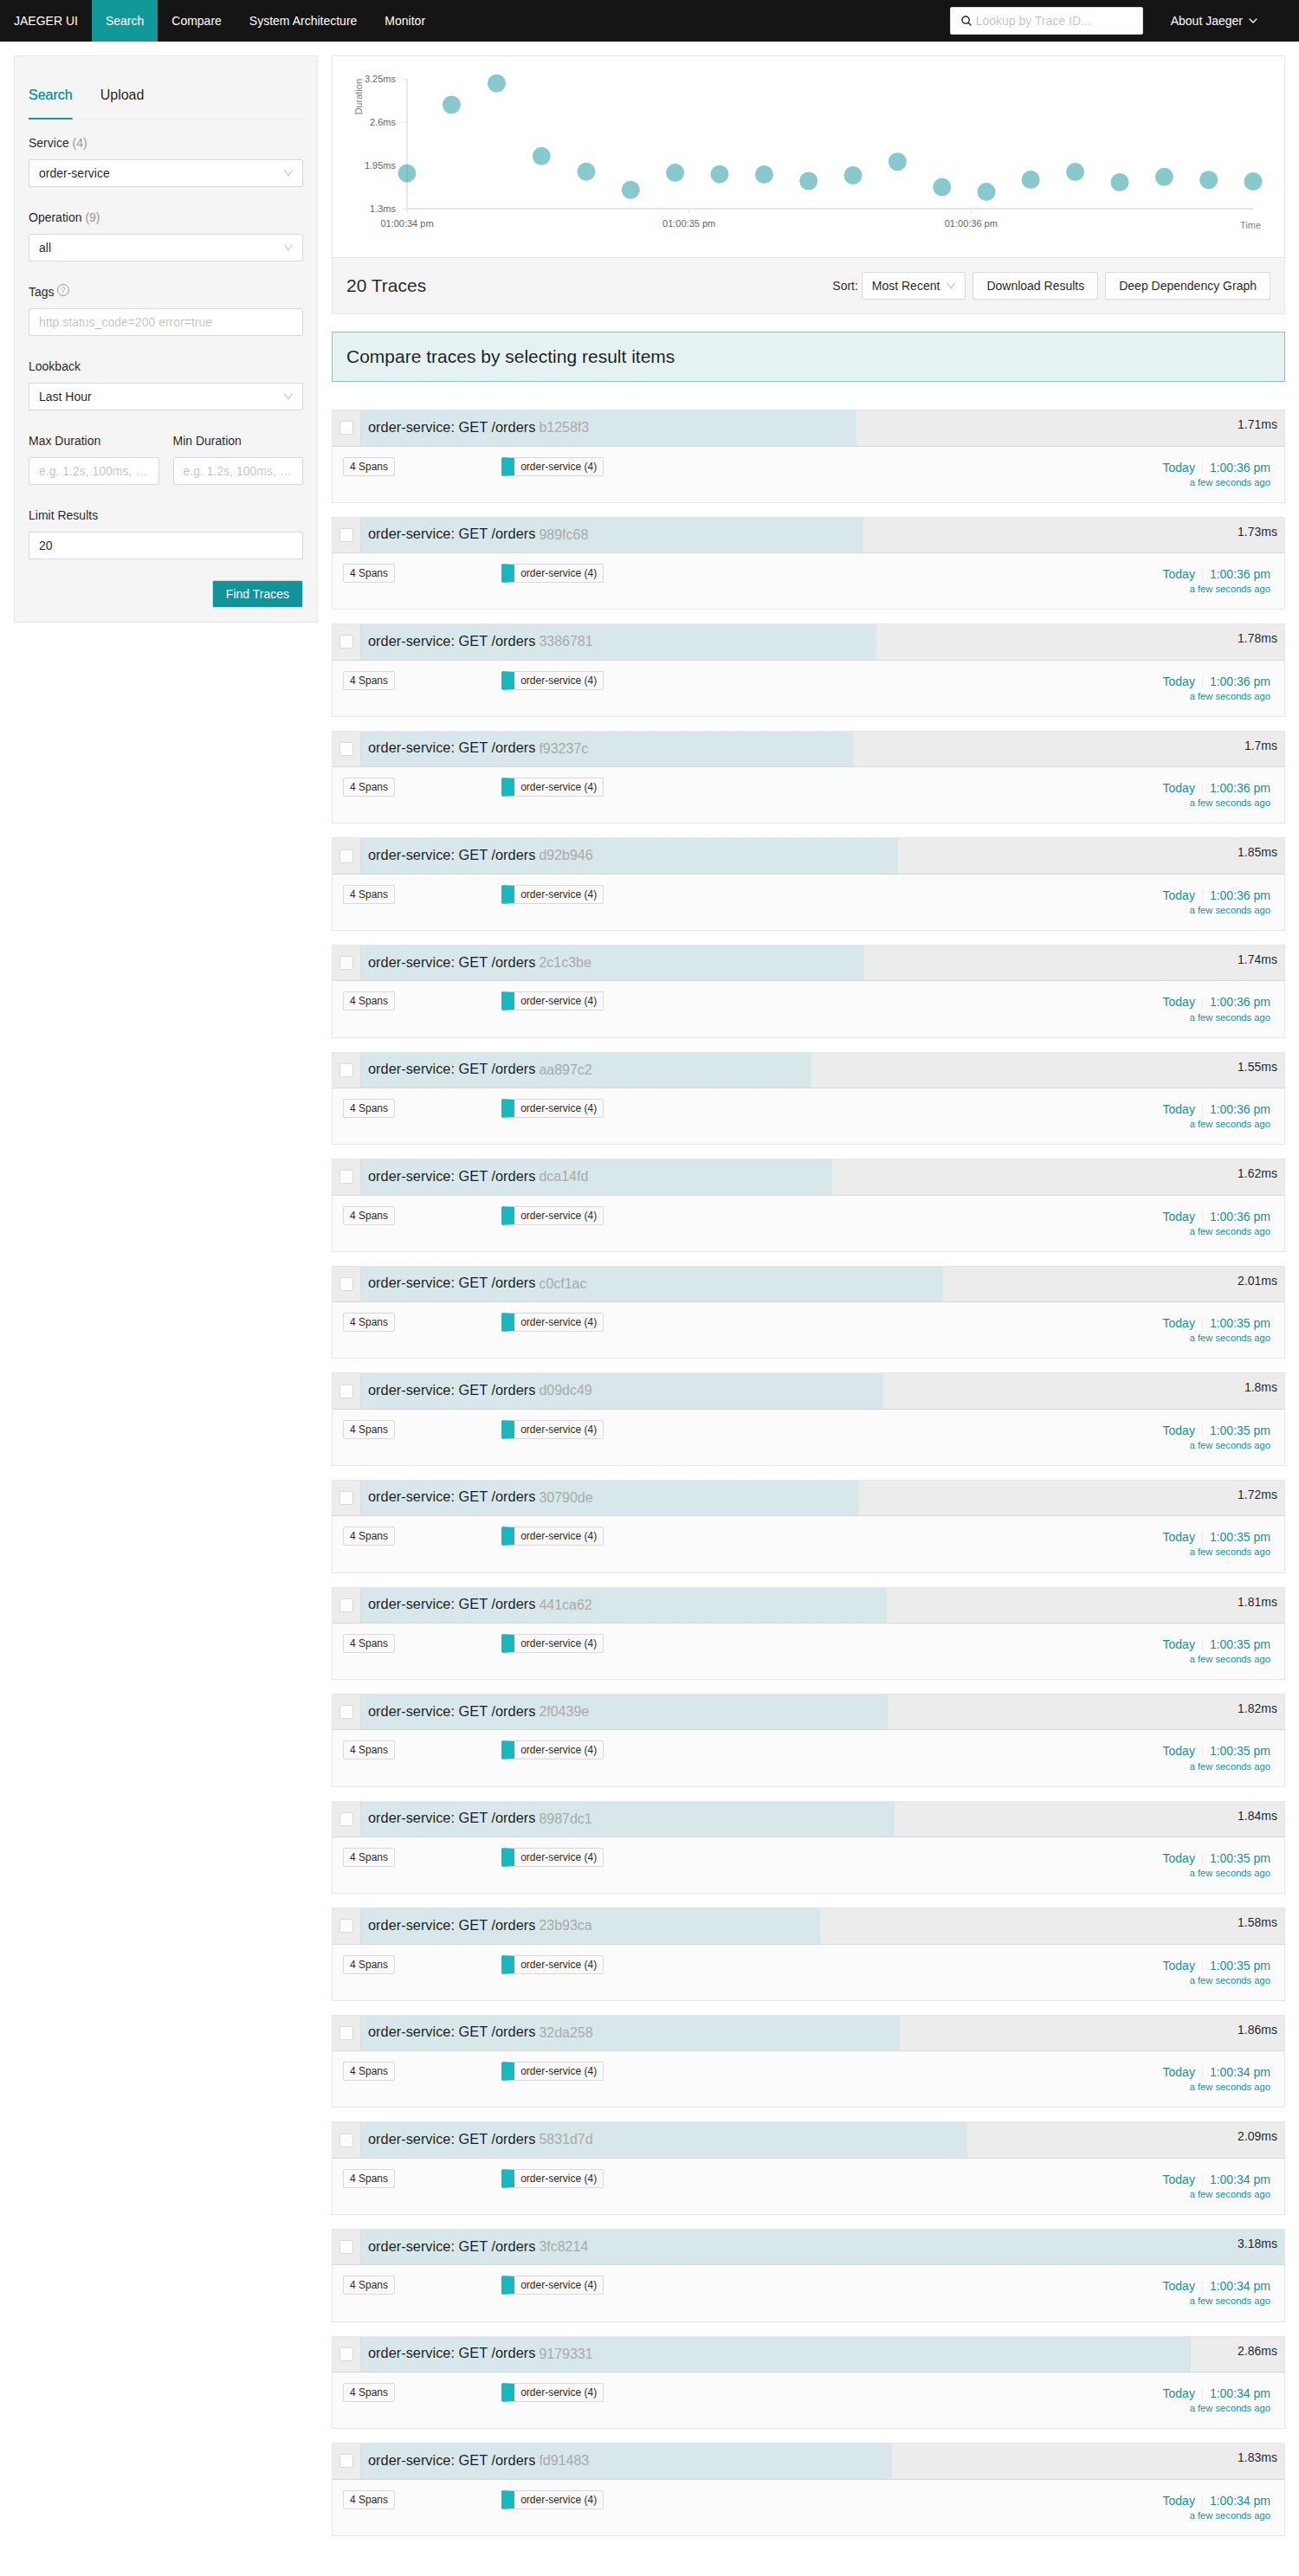 JAEGER UI Search Compare System Architecture Monitor Lookup by Trace ID... About Jaeger
Search Upload
Service (4)
order-service
Operation (9)
all
Tags ?
http.status_code=200 error=true
Lookback
Last Hour
Max Duration Min Duration
e.g. 1.2s, 100ms, … e.g. 1.2s, 100ms, …
Limit Results
20
Find Traces
Duration
3.25ms
2.6ms
1.95ms
1.3ms
01:00:34 pm 01:00:35 pm 01:00:36 pm Time
20 Traces Sort: Most Recent Download Results Deep Dependency Graph
Compare traces by selecting result items
order-service: GET /orders b1258f3 1.71ms
4 Spans order-service (4) Today 1:00:36 pm
a few seconds ago
order-service: GET /orders 989fc68 1.73ms
4 Spans order-service (4) Today 1:00:36 pm
a few seconds ago
order-service: GET /orders 3386781 1.78ms
4 Spans order-service (4) Today 1:00:36 pm
a few seconds ago
order-service: GET /orders f93237c 1.7ms
4 Spans order-service (4) Today 1:00:36 pm
a few seconds ago
order-service: GET /orders d92b946 1.85ms
4 Spans order-service (4) Today 1:00:36 pm
a few seconds ago
order-service: GET /orders 2c1c3be 1.74ms
4 Spans order-service (4) Today 1:00:36 pm
a few seconds ago
order-service: GET /orders aa897c2 1.55ms
4 Spans order-service (4) Today 1:00:36 pm
a few seconds ago
order-service: GET /orders dca14fd 1.62ms
4 Spans order-service (4) Today 1:00:36 pm
a few seconds ago
order-service: GET /orders c0cf1ac 2.01ms
4 Spans order-service (4) Today 1:00:35 pm
a few seconds ago
order-service: GET /orders d09dc49 1.8ms
4 Spans order-service (4) Today 1:00:35 pm
a few seconds ago
order-service: GET /orders 30790de 1.72ms
4 Spans order-service (4) Today 1:00:35 pm
a few seconds ago
order-service: GET /orders 441ca62 1.81ms
4 Spans order-service (4) Today 1:00:35 pm
a few seconds ago
order-service: GET /orders 2f0439e 1.82ms
4 Spans order-service (4) Today 1:00:35 pm
a few seconds ago
order-service: GET /orders 8987dc1 1.84ms
4 Spans order-service (4) Today 1:00:35 pm
a few seconds ago
order-service: GET /orders 23b93ca 1.58ms
4 Spans order-service (4) Today 1:00:35 pm
a few seconds ago
order-service: GET /orders 32da258 1.86ms
4 Spans order-service (4) Today 1:00:34 pm
a few seconds ago
order-service: GET /orders 5831d7d 2.09ms
4 Spans order-service (4) Today 1:00:34 pm
a few seconds ago
order-service: GET /orders 3fc8214 3.18ms
4 Spans order-service (4) Today 1:00:34 pm
a few seconds ago
order-service: GET /orders 9179331 2.86ms
4 Spans order-service (4) Today 1:00:34 pm
a few seconds ago
order-service: GET /orders fd91483 1.83ms
4 Spans order-service (4) Today 1:00:34 pm
a few seconds ago